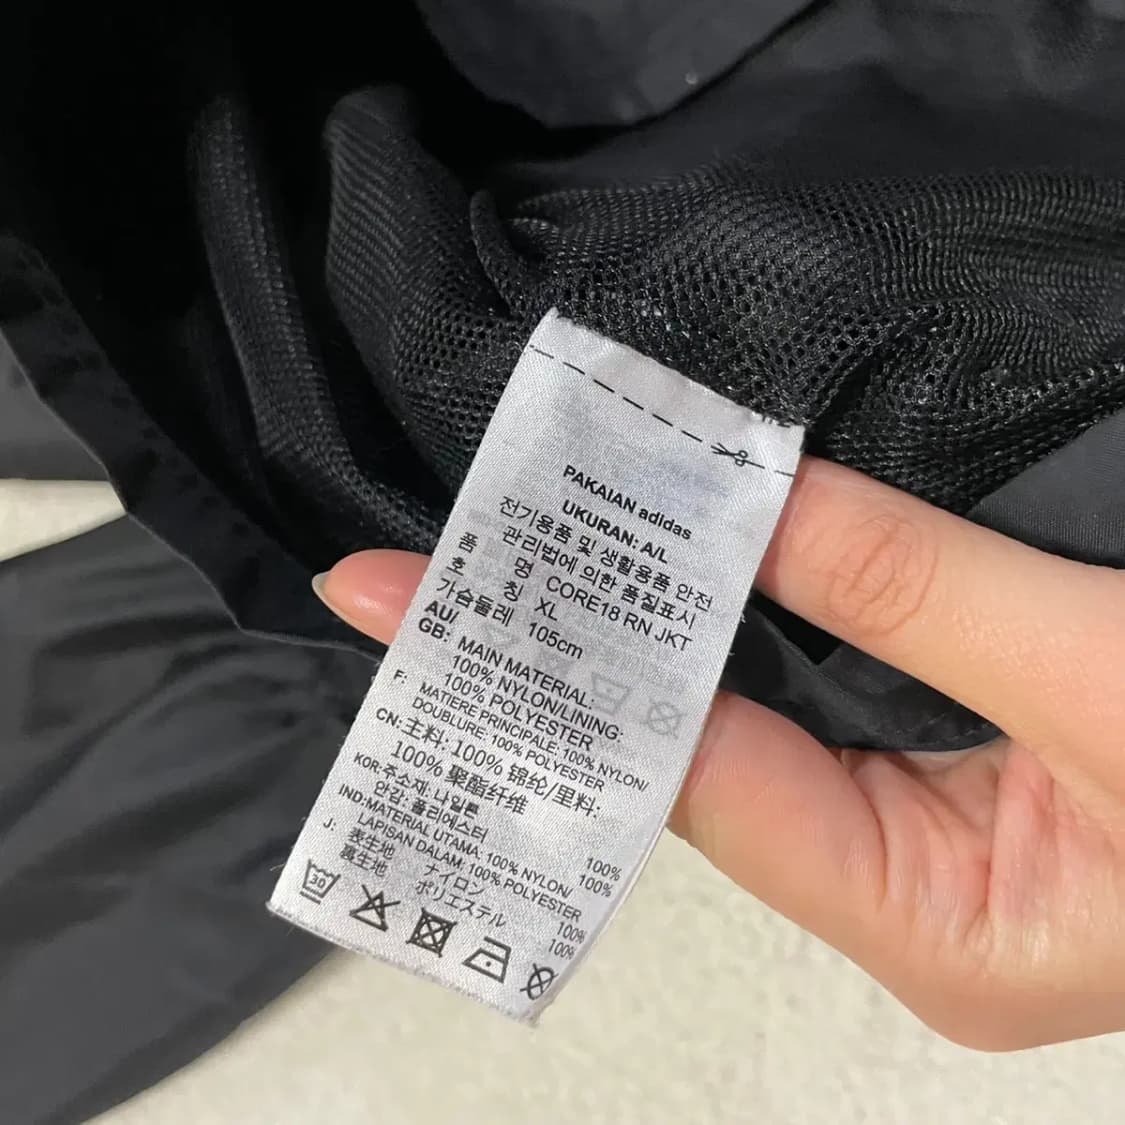 PAKAIAN adidas
UKURAN: A/L
전기용품 및 생활용품 안전
관리법에 의한 품질표시
품 명 CORE18 RN JKT
호 칭 XL
가슴둘레 105cm
AU/
GB: MAIN MATERIAL:
100% NYLON/LINING:
100% POLYESTER
F: MATIERE PRINCIPALE: 100% NYLON/
DOUBLURE: 100% POLYESTER
CN: 主料: 100% 锦纶/里料:
100% 聚酯纤维
KOR: 주소재: 나일론 100%
안감: 폴리에스터 100%
IND:MATERIAL UTAMA: 100% NYLON/
LAPISAN DALAM: 100% POLYESTER
J: 表生地 ナイロン 100%
裏生地 ポリエステル 100%
30